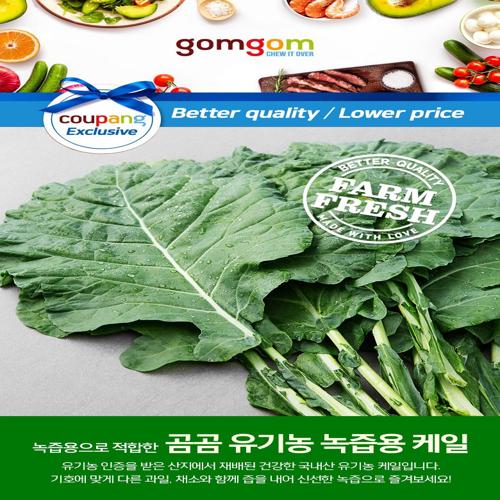 gomgom
CHEW IT OVER
coupang
Exclusive
Better quality / Lower price
BETTER QUALITY
FARM
FRESH
MADE WITH LOVE
녹즙용으로 적합한 곰곰 유기농 녹즙용 케일
유기농 인증을 받은 산지에서 재배된 건강한 국내산 유기농 케일입니다.
기호에 맞게 다른 과일, 채소와 함께 즙을 내어 신선한 녹즙으로 즐겨보세요!